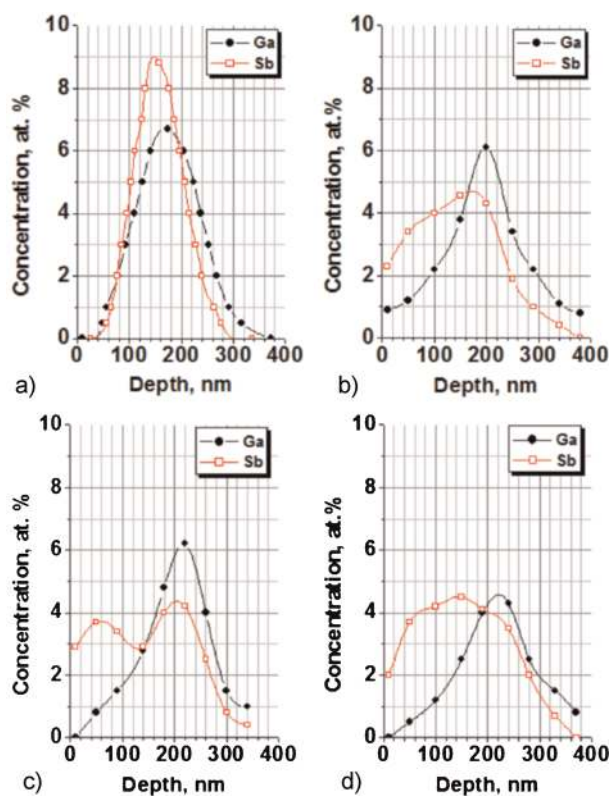 10
8
6
4
2
0
Concentration, at. %
Ga
Sb
0 100 200 300 400
Depth, nm
a)
10
8
6
4
2
0
Concentration, at. %
Ga
Sb
0 100 200 300 400
Depth, nm
b)
10
8
6
4
2
0
Concentration, at.%
Ga
Sb
0 100 200 300 400
Depth, nm
c)
10
8
6
4
2
0
Concentration, at.%
Ga
Sb
0 100 200 300 400
Depth, nm
d)